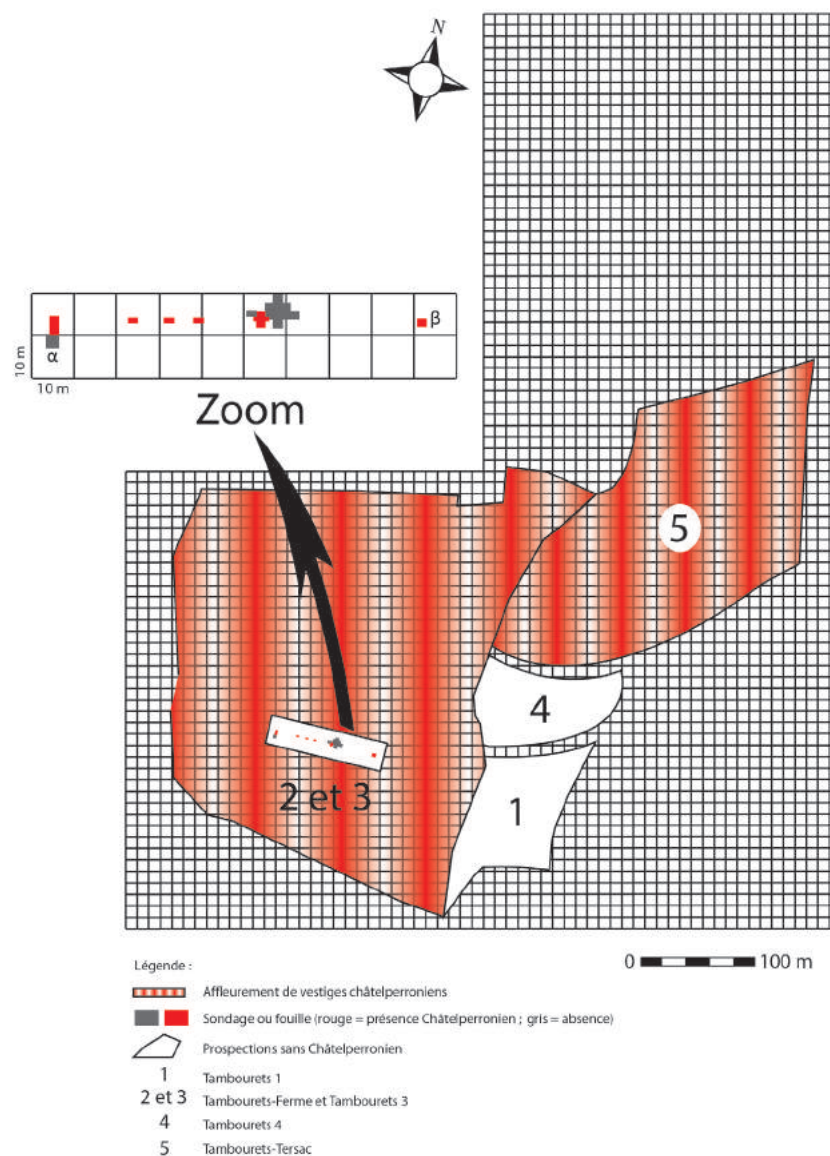 N
β
α
10 m
10 m
Zoom
5
4
2 et 3
1
0 100 m
Légende :
Affleurement de vestiges châtelperroniens
Sondage ou fouille (rouge = présence Châtelperronien ; gris = absence)
Prospections sans Châtelperronien
1 Tambourets 1
2 et 3 Tambourets-Ferme et Tambourets 3
4 Tambourets 4
5 Tambourets-Tersac